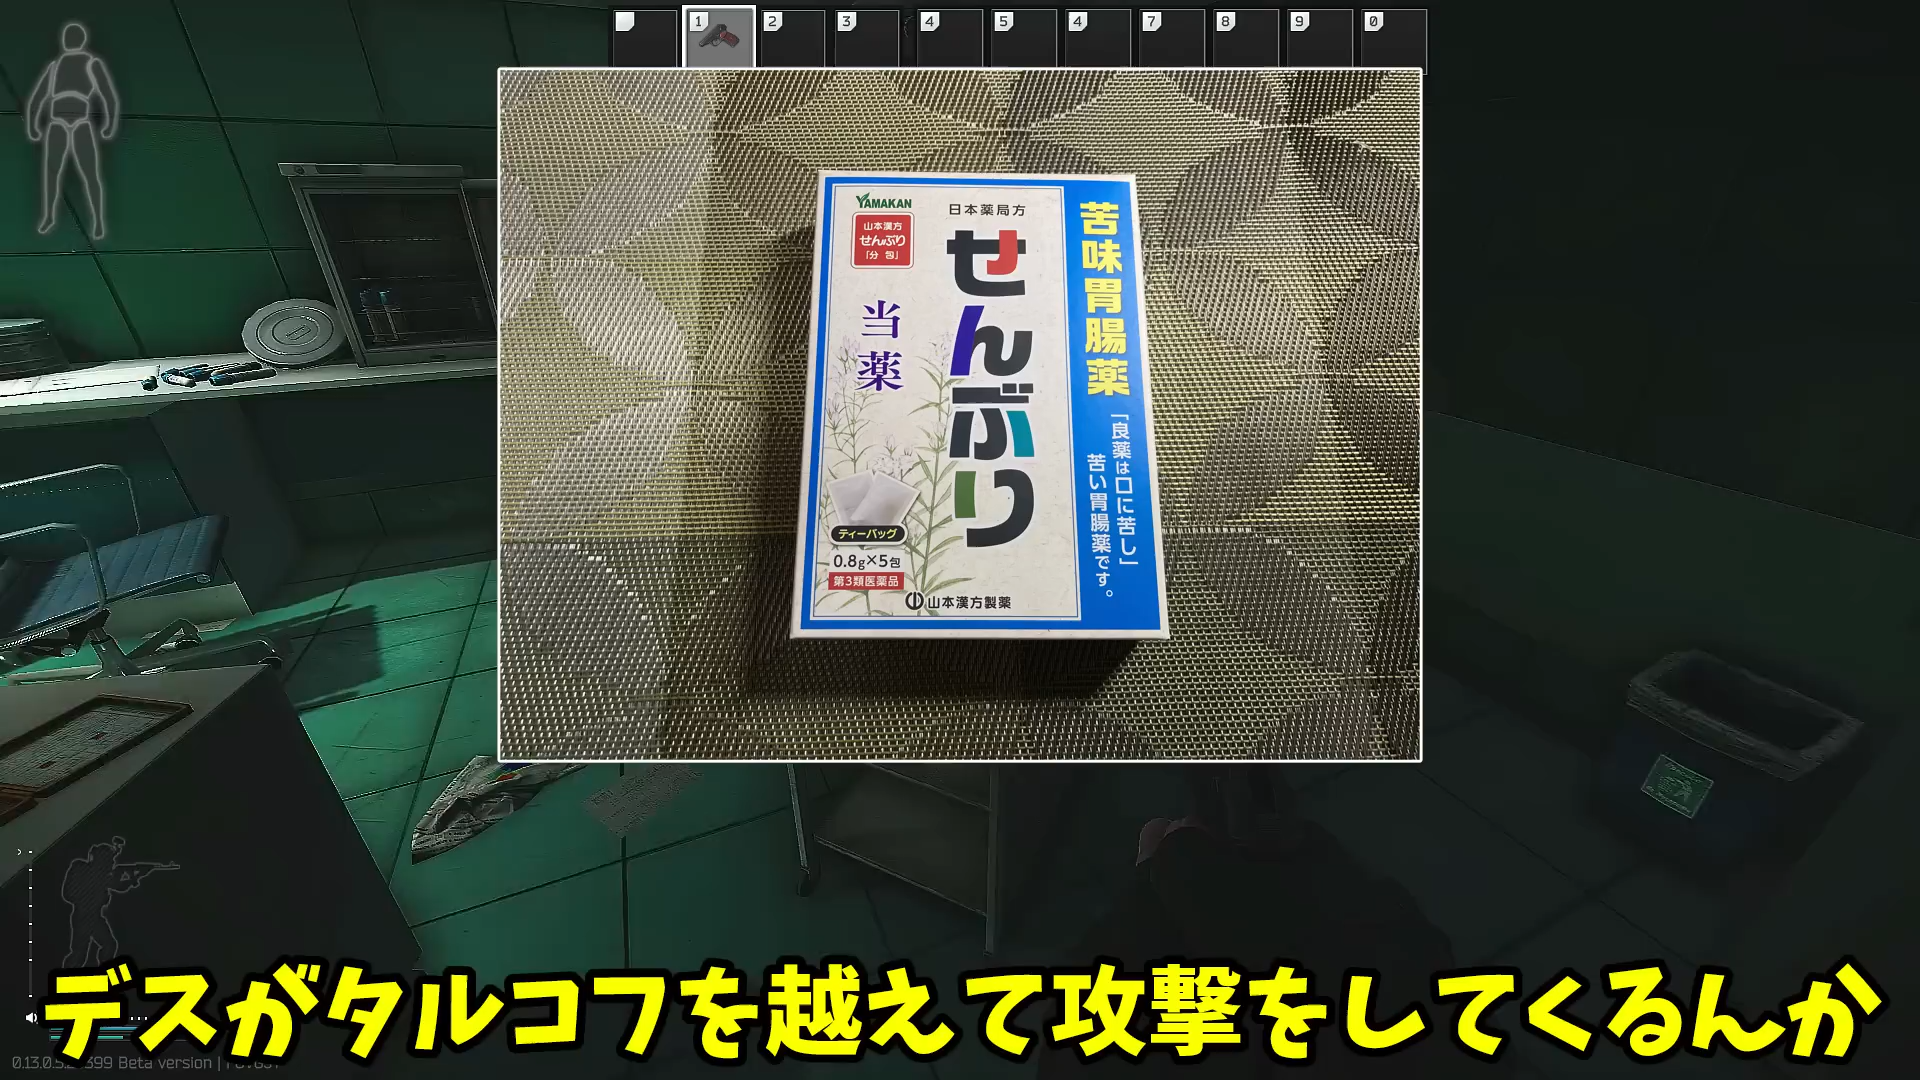 1 2 3 4 5 4 7 8 9 0
YAMAKAN
山本漢方
せんぶり
「分包」
日本薬局方
せんぶり
当薬
苦味胃腸薬
「良薬は口に苦し」
苦い胃腸薬です。
ティーバッグ
0.8g×5包
第3類医薬品
山本漢方製薬
デスがタルコフを越えて攻撃をしてくるんか
Beta version